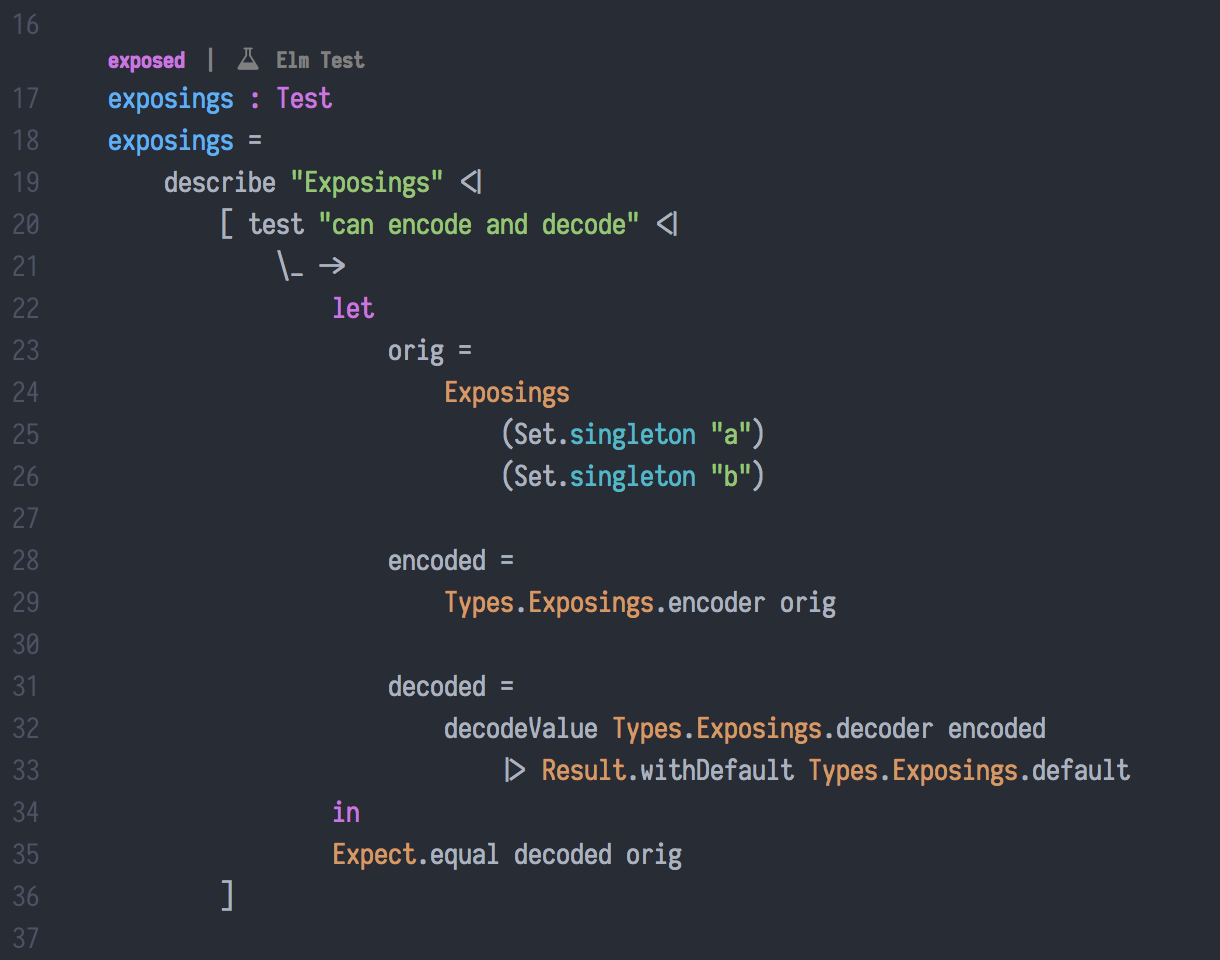 16
exposed | Elm Test
17 exposings : Test
18 exposings =
19     describe "Exposings" <|
20         [ test "can encode and decode" <|
21             \_ ->
22                 let
23                     orig =
24                         Exposings
25                             (Set.singleton "a")
26                             (Set.singleton "b")
27
28                     encoded =
29                         Types.Exposings.encoder orig
30
31                     decoded =
32                         decodeValue Types.Exposings.decoder encoded
33                             |> Result.withDefault Types.Exposings.default
34                 in
35                 Expect.equal decoded orig
36         ]
37